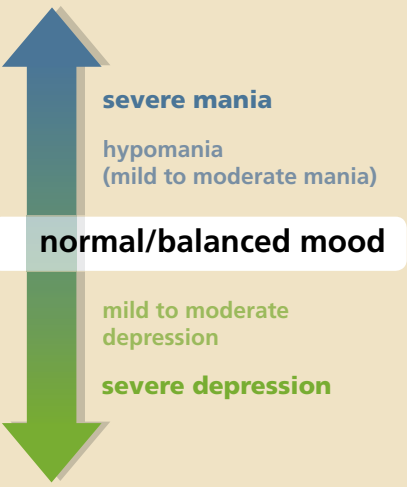 severe mania
hypomania
(mild to moderate mania)
normal/balanced mood
mild to moderate
depression
severe depression